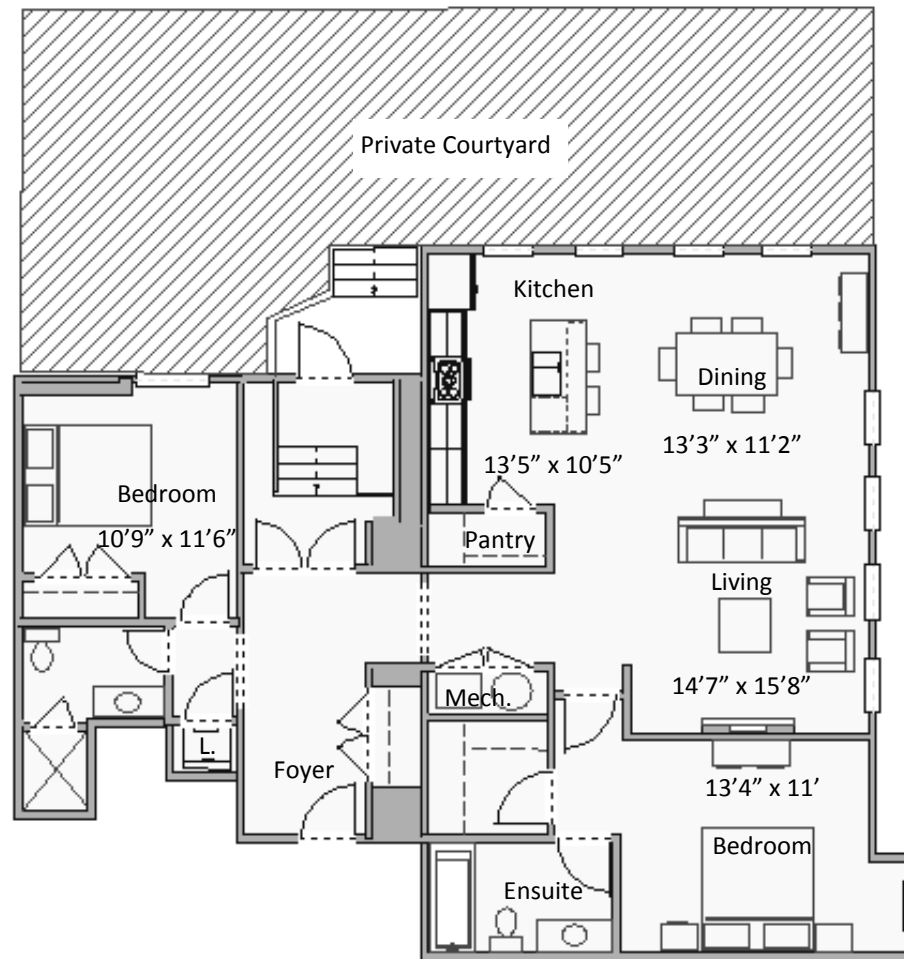 Private Courtyard
Kitchen
Dining
13’5” x 10’5”
13’3” x 11’2”
Bedroom
10’9” x 11’6”
Pantry
Living
14’7” x 15’8”
Mech.
L.
Foyer
13’4” x 11’
Bedroom
Ensuite